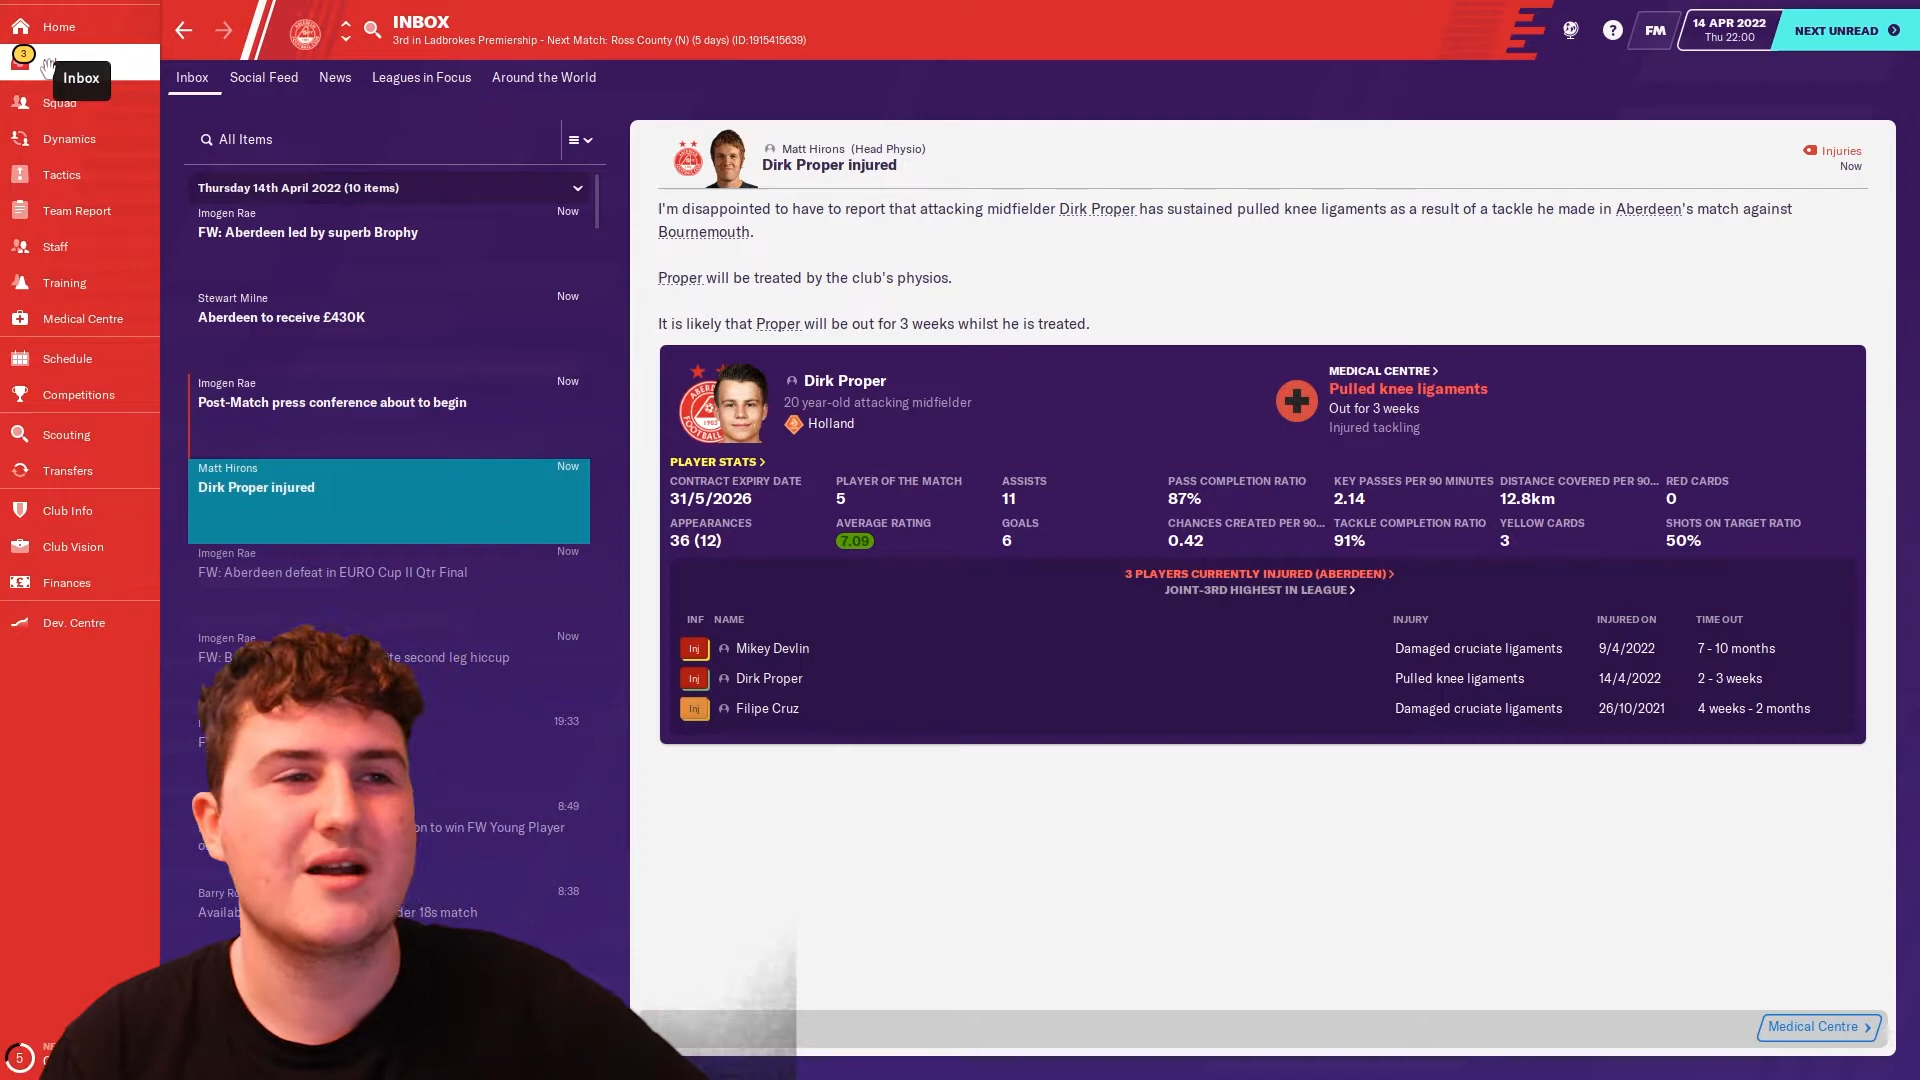 Home
INBOX
3rd in Ladbrokes Premiership - Next Match: Ross County (N) (5 days) (ID:1915415639)
FM
14 APR 2022
Thu 22:00
NEXT UNREAD
3
Inbox
Inbox
Social Feed
News
Leagues in Focus
Around the World
Squad
Dynamics
Tactics
Team Report
Staff
Training
Medical Centre
Schedule
Competitions
Scouting
Transfers
Club Info
Club Vision
Finances
Dev. Centre
5
All Items
Thursday 14th April 2022 (10 items)
Imogen Rae
Now
FW: Aberdeen led by superb Brophy
Stewart Milne
Now
Aberdeen to receive £430K
Imogen Rae
Now
Post-Match press conference about to begin
Matt Hirons
Now
Dirk Proper injured
Imogen Rae
Now
FW: Aberdeen defeat in EURO Cup II Qtr Final
Imogen Rae
Now
FW: second leg hiccup
19:33
8:49
to win FW Young Player
Barry
8:38
18s match
Matt Hirons (Head Physio)
Dirk Proper injured
Injuries
Now
I'm disappointed to have to report that attacking midfielder Dirk Proper has sustained pulled knee ligaments as a result of a tackle he made in Aberdeen's match against
Bournemouth.
Proper will be treated by the club's physios.
It is likely that Proper will be out for 3 weeks whilst he is treated.
Dirk Proper
20 year-old attacking midfielder
Holland
MEDICAL CENTRE >
Pulled knee ligaments
Out for 3 weeks
Injured tackling
PLAYER STATS >
CONTRACT EXPIRY DATE PLAYER OF THE MATCH ASSISTS PASS COMPLETION RATIO KEY PASSES PER 90 MINUTES DISTANCE COVERED PER 90... RED CARDS
31/5/2026 5 11 87% 2.14 12.8km 0
APPEARANCES AVERAGE RATING GOALS CHANCES CREATED PER 90... TACKLE COMPLETION RATIO YELLOW CARDS SHOTS ON TARGET RATIO
36 (12) 7.09 6 0.42 91% 3 50%
3 PLAYERS CURRENTLY INJURED (ABERDEEN) >
JOINT-3RD HIGHEST IN LEAGUE >
INF NAME INJURY INJURED ON TIME OUT
Inj Mikey Devlin Damaged cruciate ligaments 9/4/2022 7 - 10 months
Inj Dirk Proper Pulled knee ligaments 14/4/2022 2 - 3 weeks
Inj Filipe Cruz Damaged cruciate ligaments 26/10/2021 4 weeks - 2 months
Medical Centre >